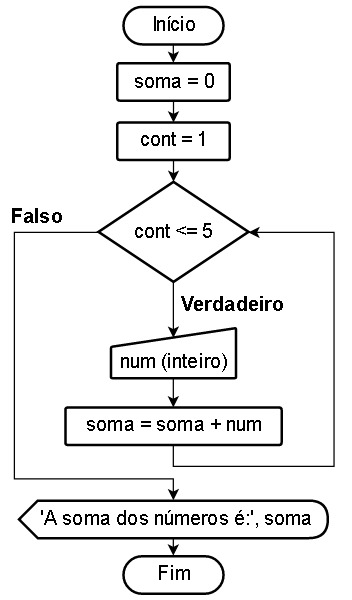 Início
soma = 0
cont = 1
cont <= 5
Falso
Verdadeiro
num (inteiro)
soma = soma + num
'A soma dos números é:', soma
Fim